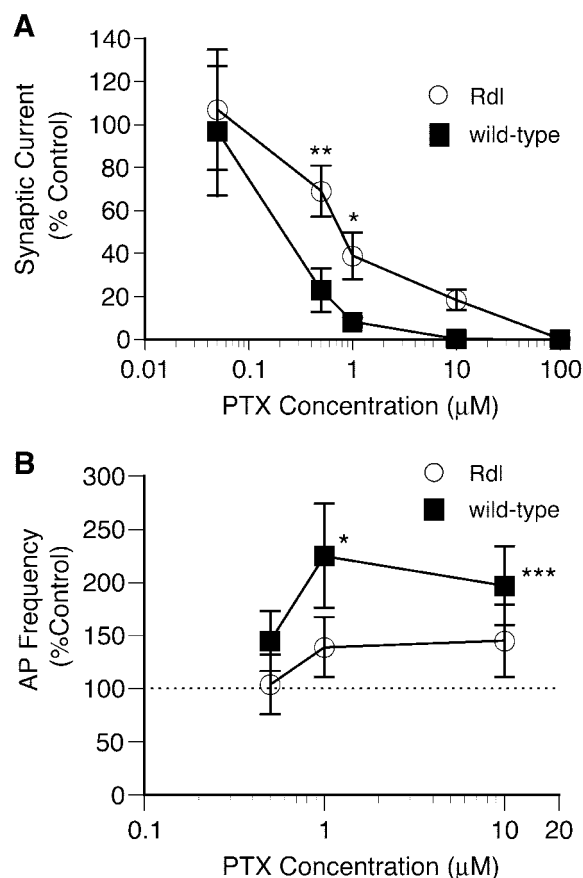 A
Synaptic Current
(% Control)
140
120
100
80
60
40
20
0
Rdl
wild-type
**
*
0.01
0.1
1
10
100
PTX Concentration (μM)
B
AP Frequency
(%Control)
300
250
200
150
100
50
0
Rdl
wild-type
*
***
0.1
1
10
20
PTX Concentration (μM)